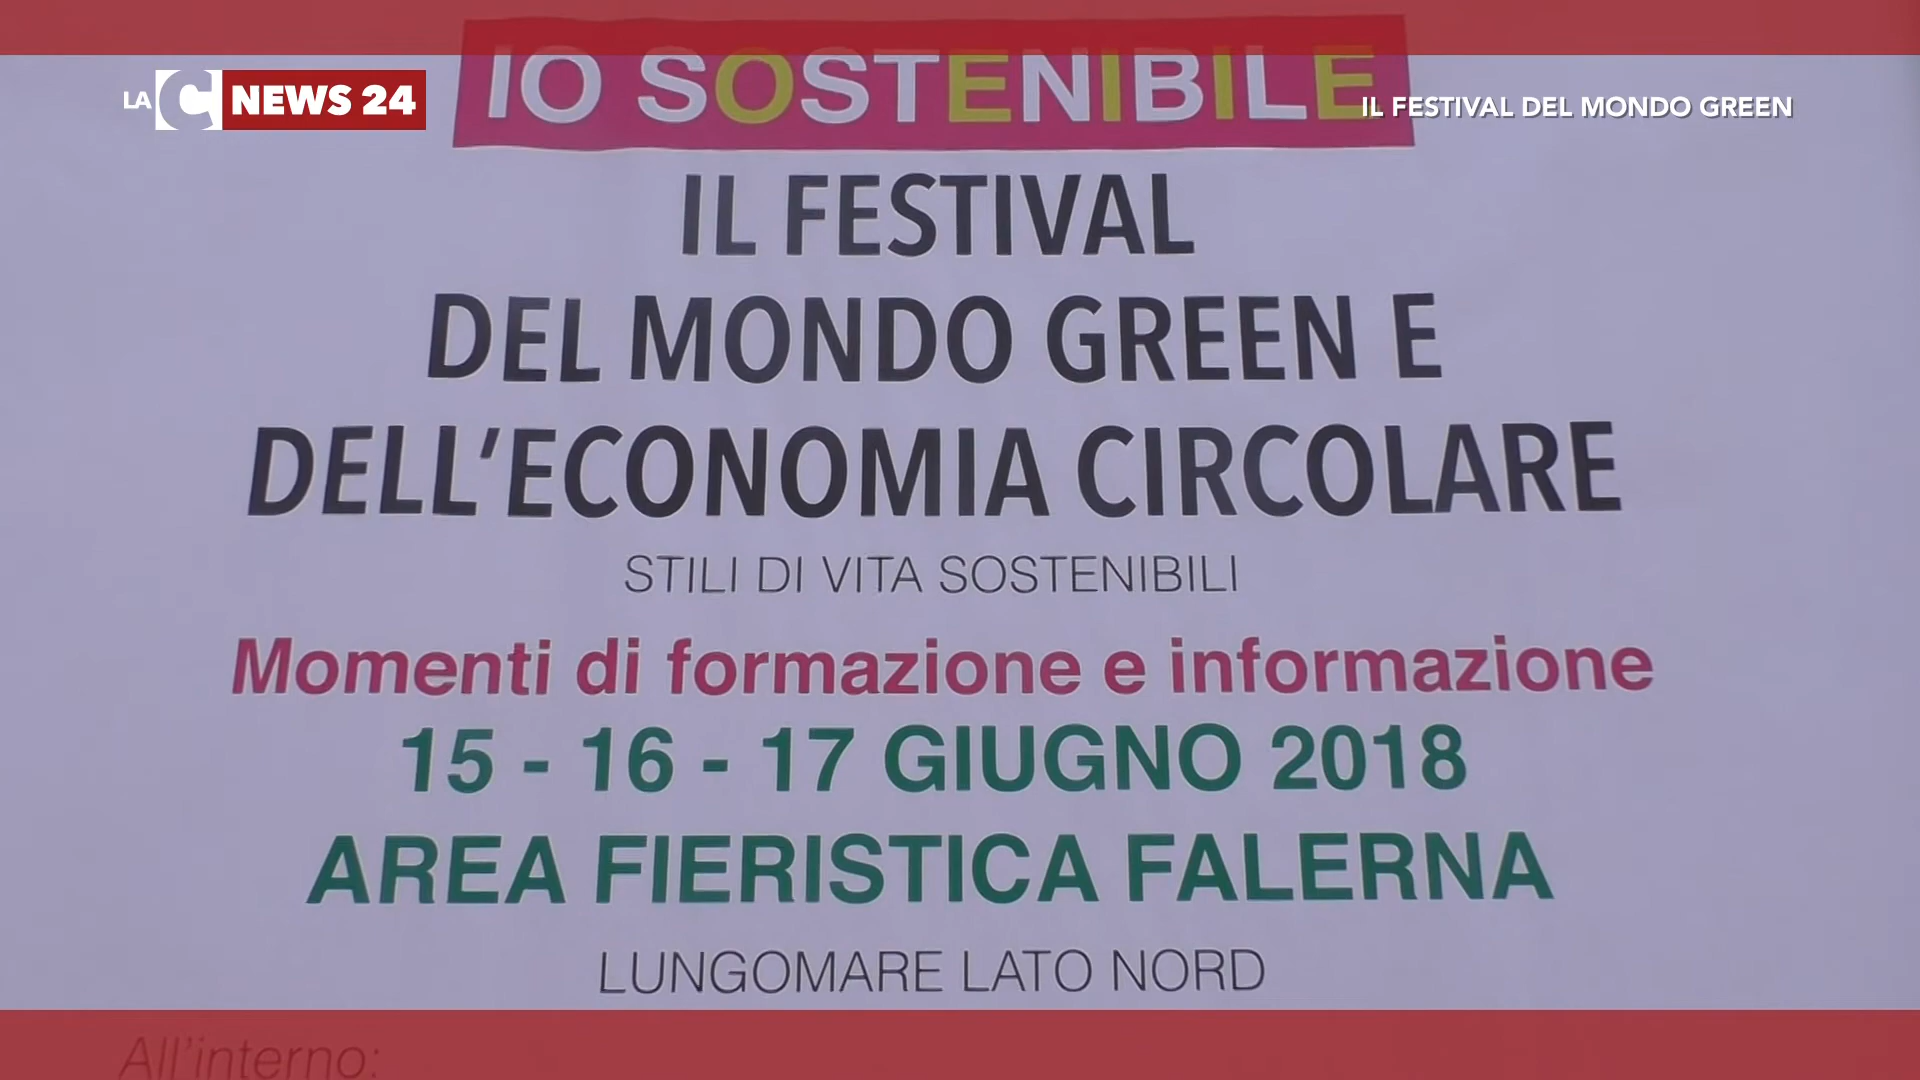 IO SOSTENIBILE
LA C NEWS 24
IL FESTIVAL DEL MONDO GREEN
IL FESTIVAL
DEL MONDO GREEN E
DELL'ECONOMIA CIRCOLARE
STILI DI VITA SOSTENIBILI
Momenti di formazione e informazione
15 - 16 - 17 GIUGNO 2018
AREA FIERISTICA FALERNA
LUNGOMARE LATO NORD
All'interno: